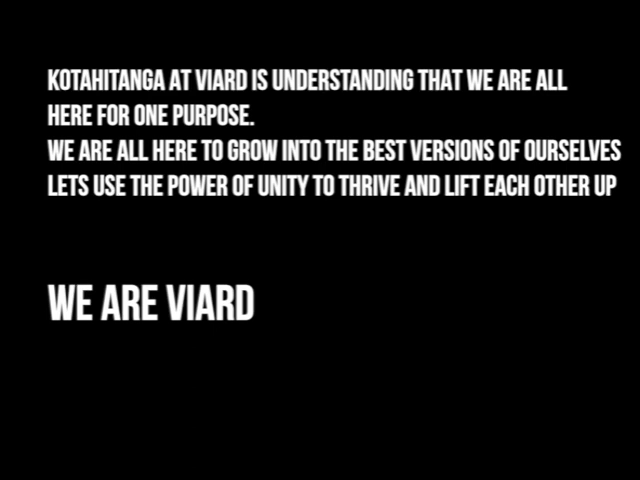 KOTAHITANGA AT VIARD IS UNDERSTANDING THAT WE ARE ALL
HERE FOR ONE PURPOSE.
WE ARE ALL HERE TO GROW INTO THE BEST VERSIONS OF OURSELVES
LETS USE THE POWER OF UNITY TO THRIVE AND LIFT EACH OTHER UP
WE ARE VIARD